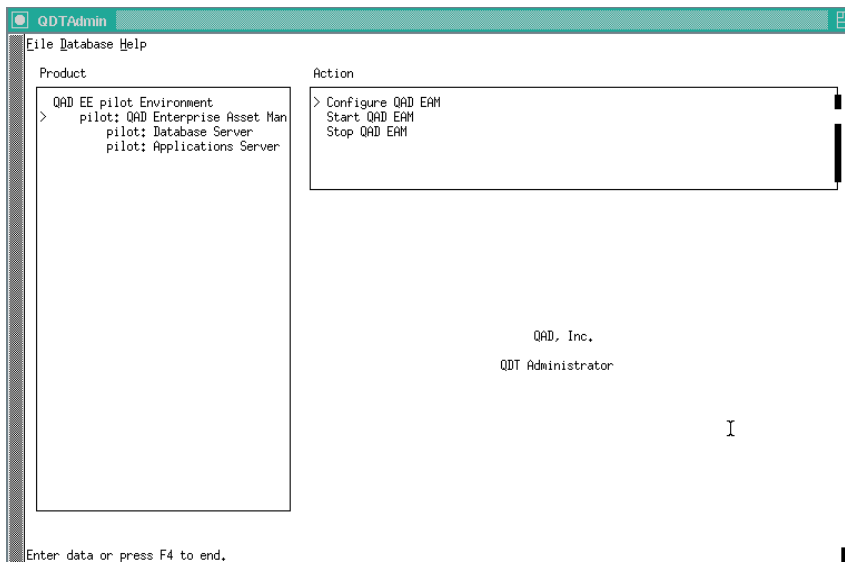 QDTAdmin
File Database Help
Product
Action
QAD EE pilot Environment
> pilot: QAD Enterprise Asset Man
pilot: Database Server
pilot: Applications Server
> Configure QAD EAM
Start QAD EAM
Stop QAD EAM
QAD, Inc.
QDT Administrator
Enter data or press F4 to end.